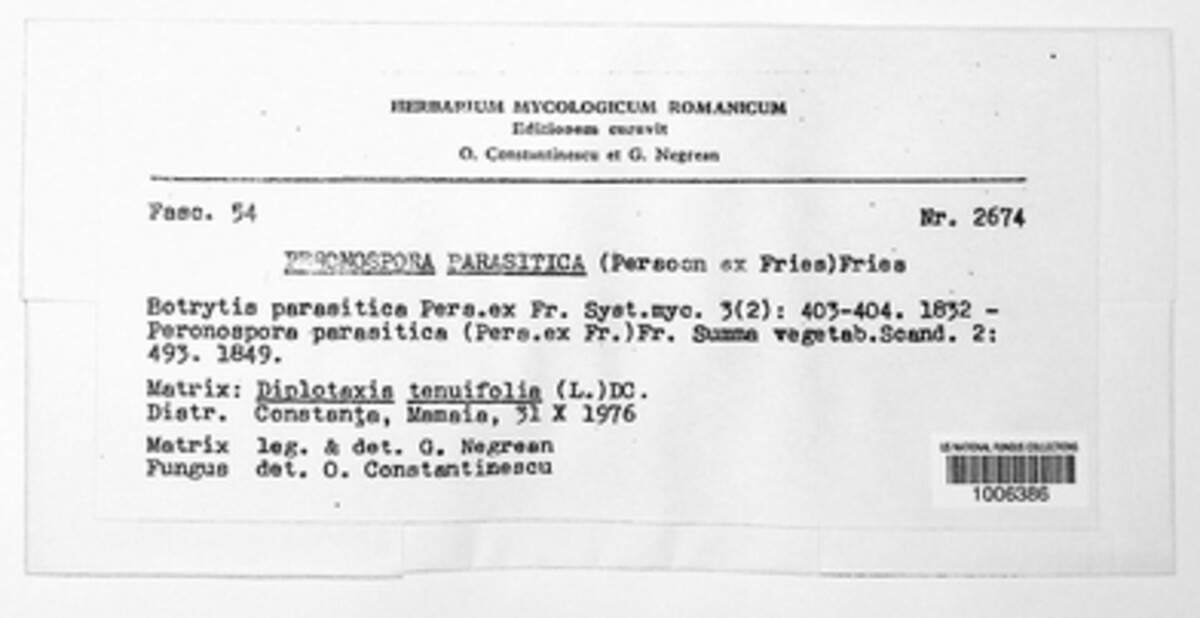 HERBARIUM MYCOLOGICUM ROMANICUM
Editionem curavit
O. Constantinescu et G. Negrean
Fasc. 54 Nr. 2674
PERONOSPORA PARASITICA (Persoon ex Fries)Fries
Botrytis parasitica Pers.ex Fr. Syst.myc. 3(2): 403-404. 1832 -
Peronospora parasitica (Pers.ex Fr.)Fr. Summa vegetab.Scand. 2:
493. 1849.
Matrix: Diplotaxis tenuifolia (L.)DC.
Distr. Constanţa, Mamaia, 31 X 1976
Matrix leg. & det. G. Negrean
Fungus det. O. Constantinescu
US NATIONAL FUNGUS COLLECTIONS
1006386